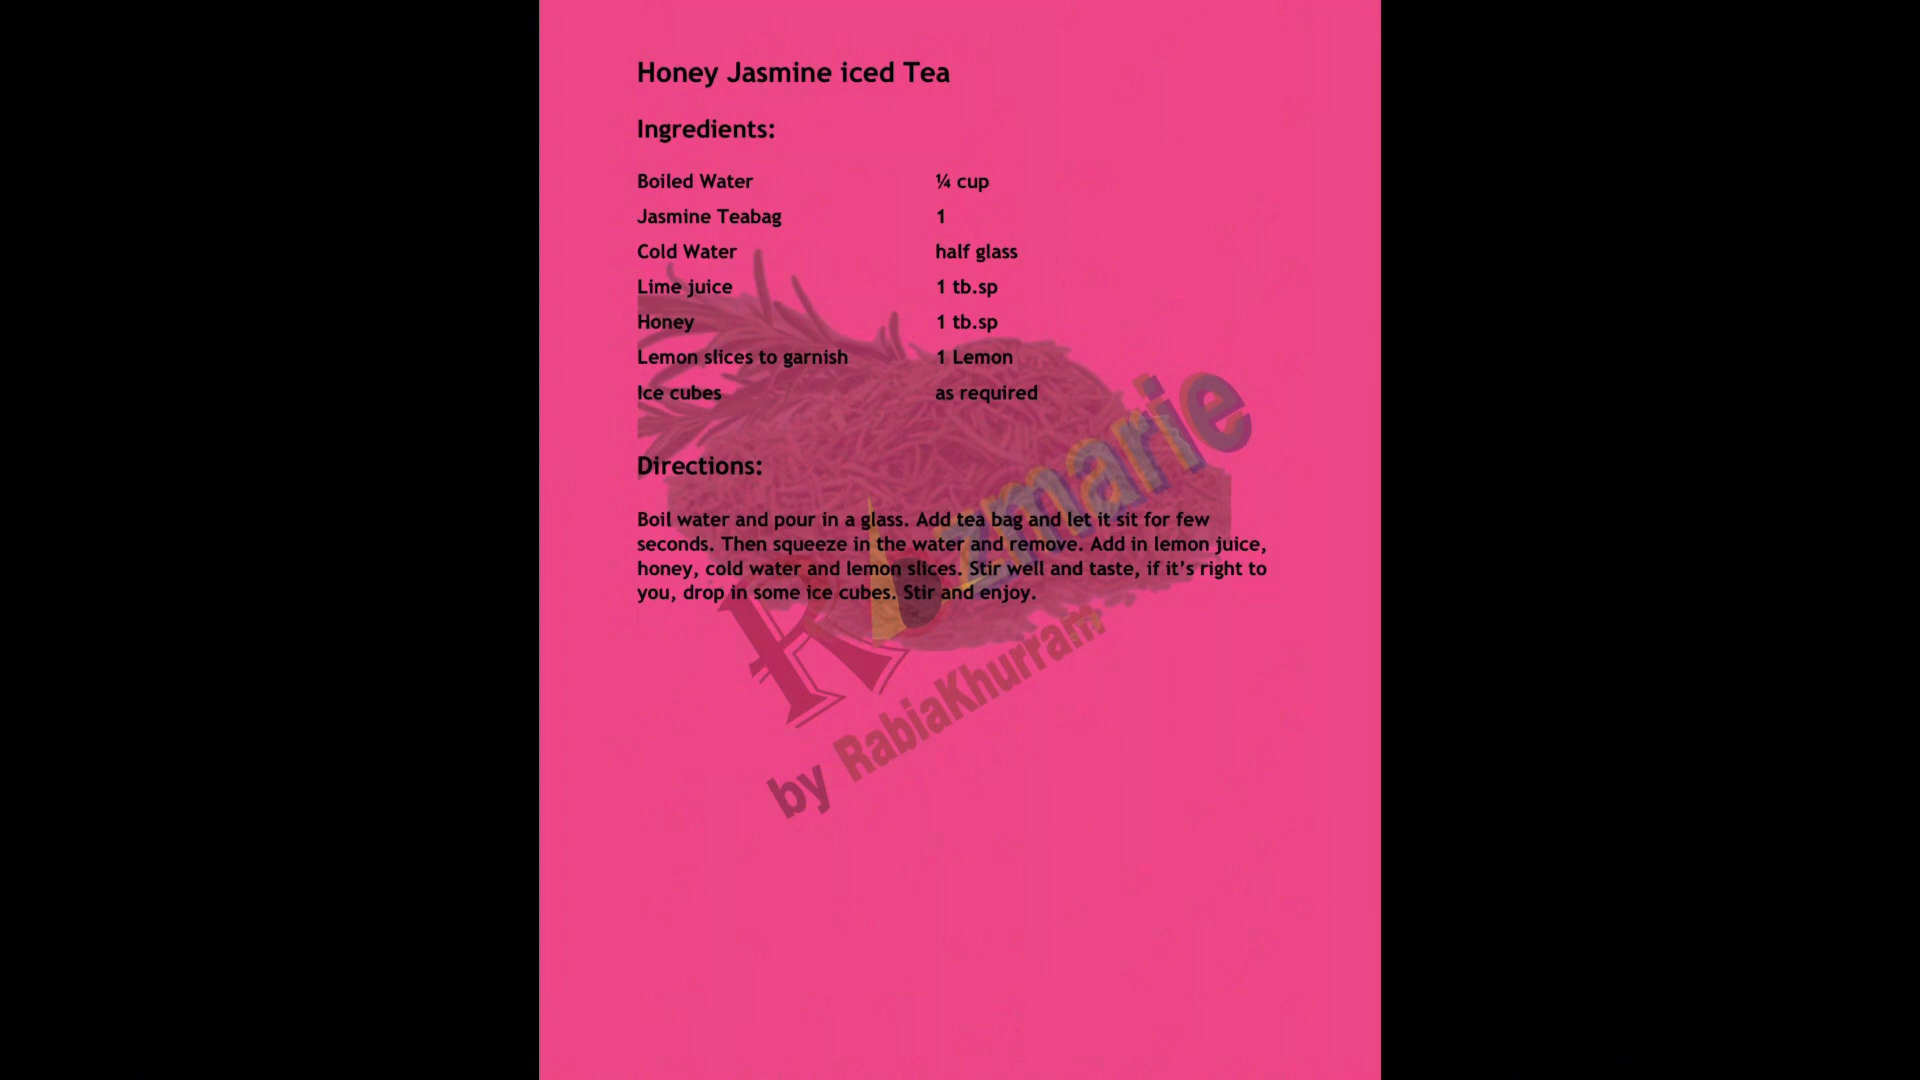 Honey Jasmine iced Tea
Ingredients:
Boiled Water ¼ cup
Jasmine Teabag 1
Cold Water half glass
Lime juice 1 tb.sp
Honey 1 tb.sp
Lemon slices to garnish 1 Lemon
Ice cubes as required
Directions:
Boil water and pour in a glass. Add tea bag and let it sit for few
seconds. Then squeeze in the water and remove. Add in lemon juice,
honey, cold water and lemon slices. Stir well and taste, if it’s right to
you, drop in some ice cubes. Stir and enjoy.
Rozmarie
by RabiaKhurram